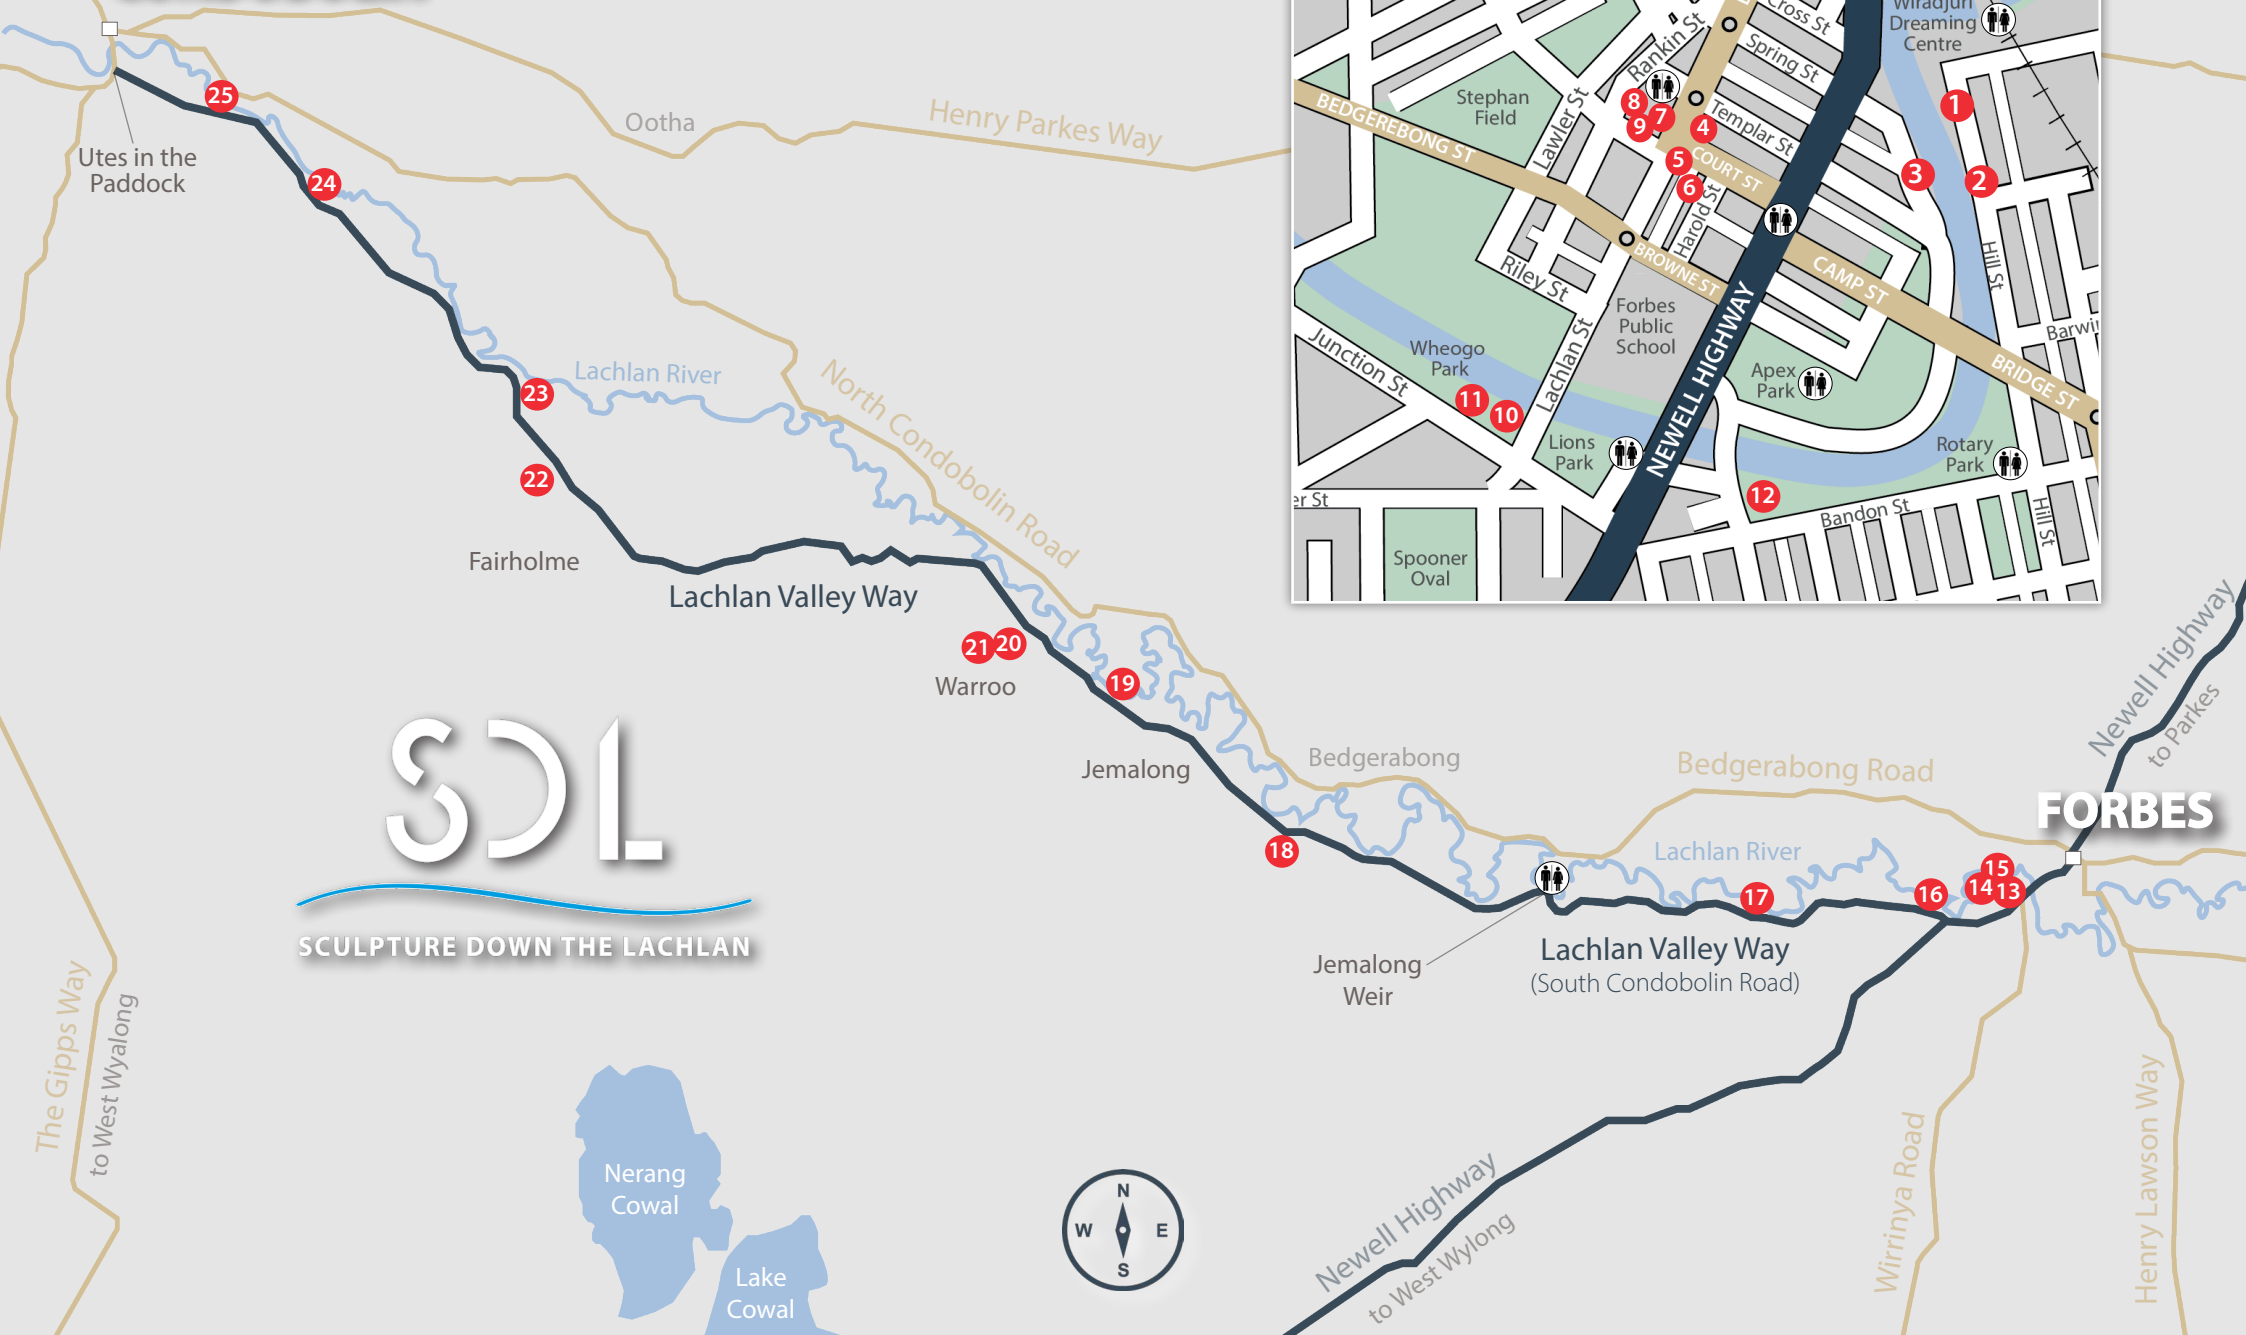 Utes in the
Paddock
25
24
23
22
Ootha
Henry Parkes Way
Lachlan River
North Condobolin Road
Fairholme
Lachlan Valley Way
21
20
Warroo
19
Jemalong
18
Bedgerabong
Bedgerabong Road
Newell Highway
to Parkes
FORBES
Lachlan River
17
16
15
14
13
Lachlan Valley Way
(South Condobolin Road)
Jemalong
Weir
SDL
SCULPTURE DOWN THE LACHLAN
The Gipps Way
to West Wyalong
Nerang
Cowal
Lake
Cowal
N
W
E
S
Newell Highway
to West Wylong
Wirrinya Road
Henry Lawson Way
Wiradjuri
Dreaming
Centre
Cross St
Rankin St
Spring St
Stephan
Field
Lawler St
BEDGEREBONG ST
8
7
9
4
Templar St
5
COURT ST
6
Harold St
1
2
3
Hill St
Riley St
BROWNE ST
CAMP ST
Forbes
Public
School
NEWELL HIGHWAY
Junction St
Wheogo
Park
Lachlan St
11
10
Lions
Park
Apex
Park
BRIDGE ST
Rotary
Park
12
Bandon St
Hill St
Spooner
Oval